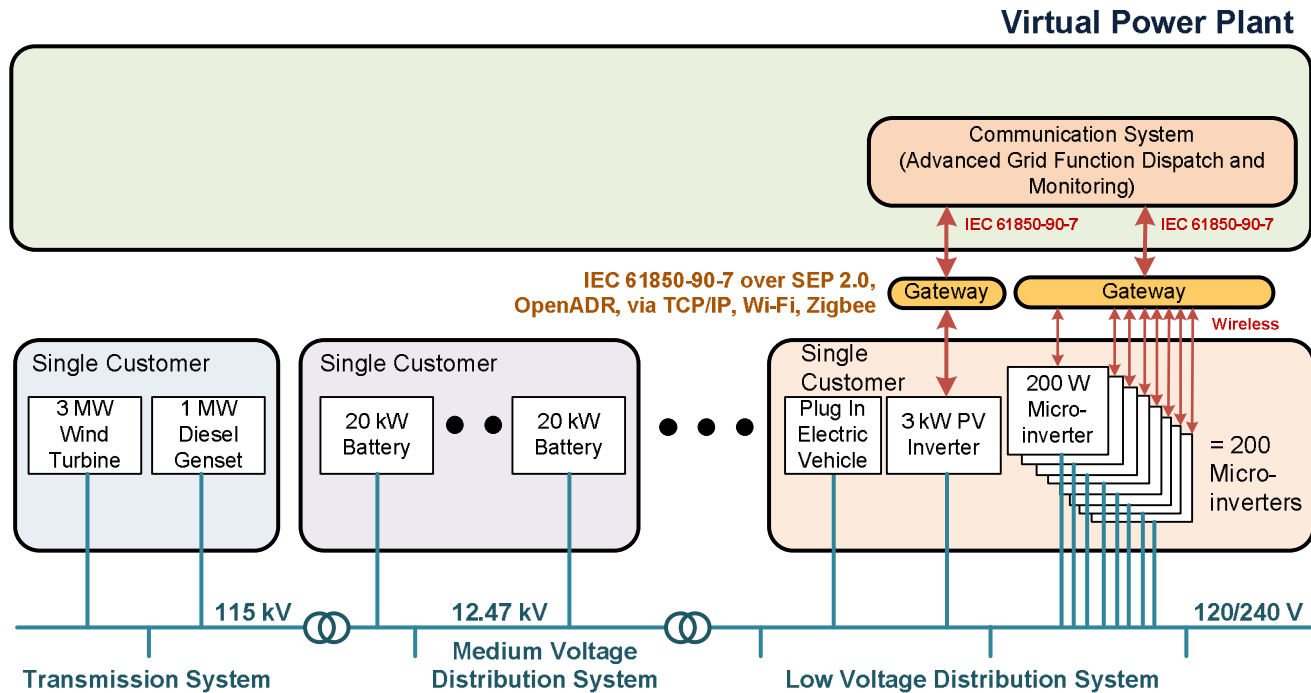 Virtual Power Plant
Communication System
(Advanced Grid Function Dispatch and
Monitoring)
IEC 61850-90-7
IEC 61850-90-7
IEC 61850-90-7 over SEP 2.0,
OpenADR, via TCP/IP, Wi-Fi, Zigbee
Gateway
Gateway
Wireless
Single Customer
3 MW
Wind
Turbine
1 MW
Diesel
Genset
Single Customer
20 kW
Battery
20 kW
Battery
Single
Customer
Plug In
Electric
Vehicle
3 kW PV
Inverter
200 W
Micro-
inverter
= 200
Micro-
inverters
115 kV
12.47 kV
120/240 V
Transmission System
Medium Voltage
Distribution System
Low Voltage Distribution System